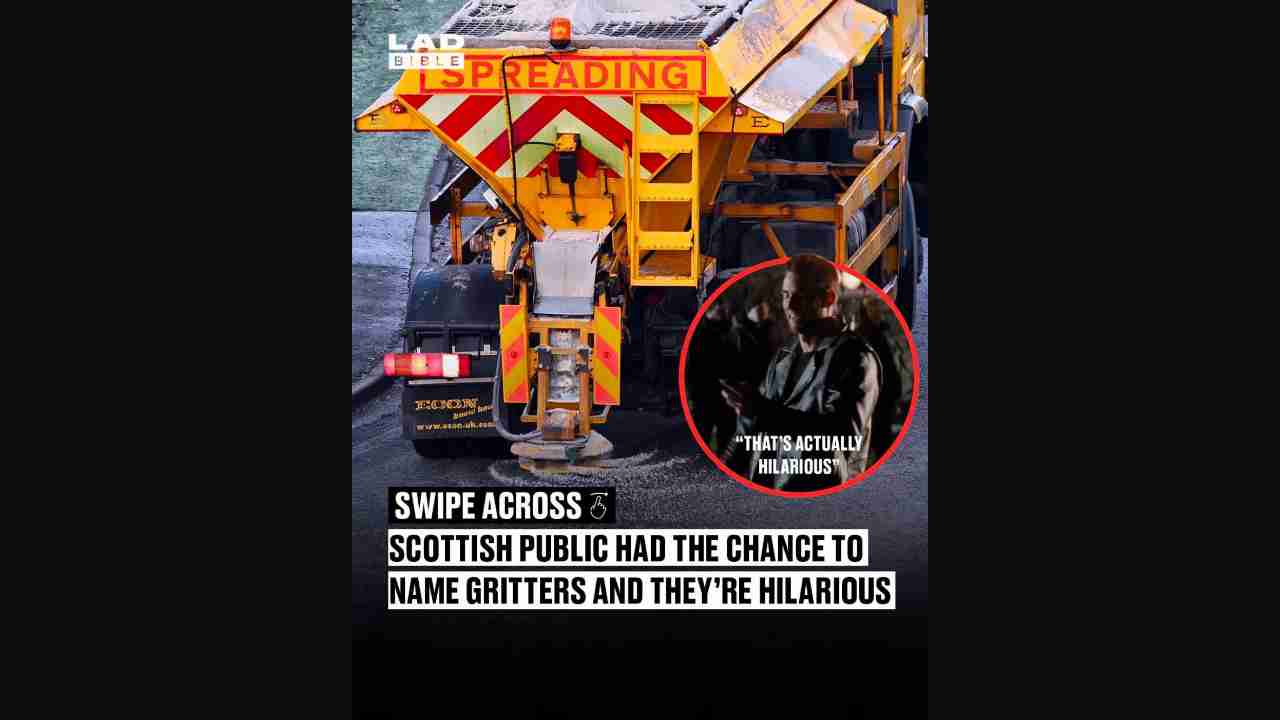 LAD
BIBLE
SPREADING
ECON
www.econ-uk.com
“THAT’S ACTUALLY
HILARIOUS”
SWIPE ACROSS
SCOTTISH PUBLIC HAD THE CHANCE TO
NAME GRITTERS AND THEY’RE HILARIOUS